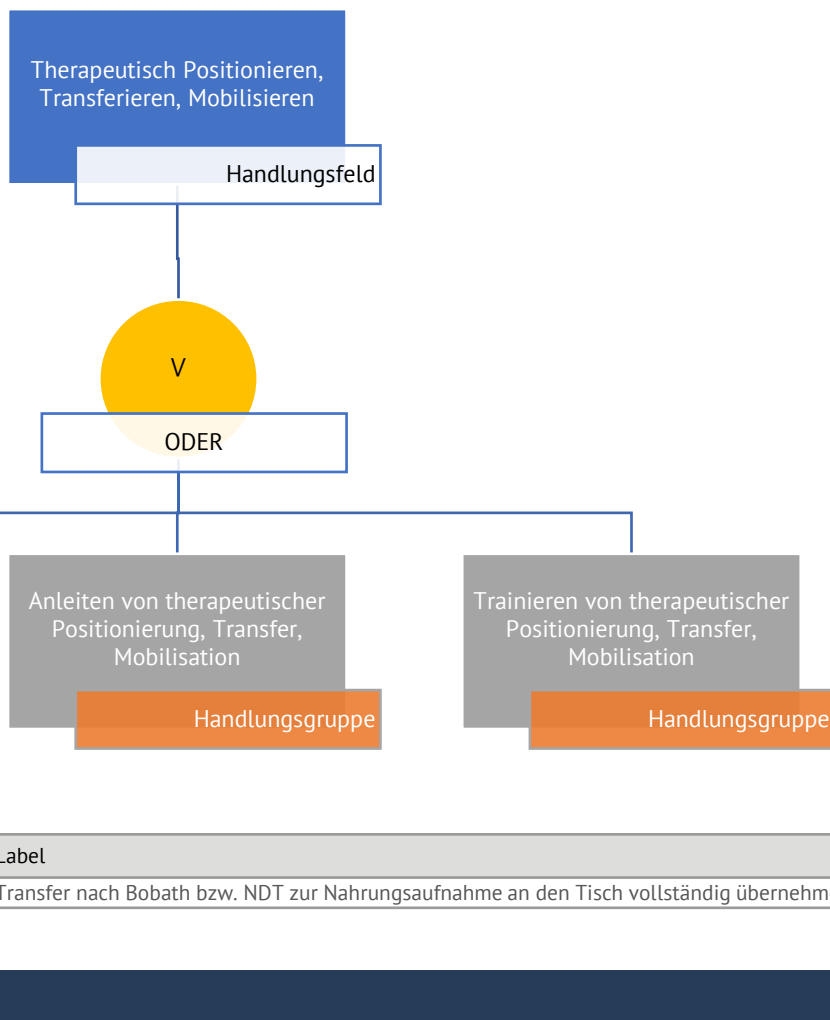 Therapeutisch Positionieren,
Transferieren, Mobilisieren
Handlungsfeld
V
ODER
Anleiten von therapeutischer
Positionierung, Transfer,
Mobilisation
Handlungsgruppe
Trainieren von therapeutischer
Positionierung, Transfer,
Mobilisation
Handlungsgruppe
Label
Transfer nach Bobath bzw. NDT zur Nahrungsaufnahme an den Tisch vollständig übernehm